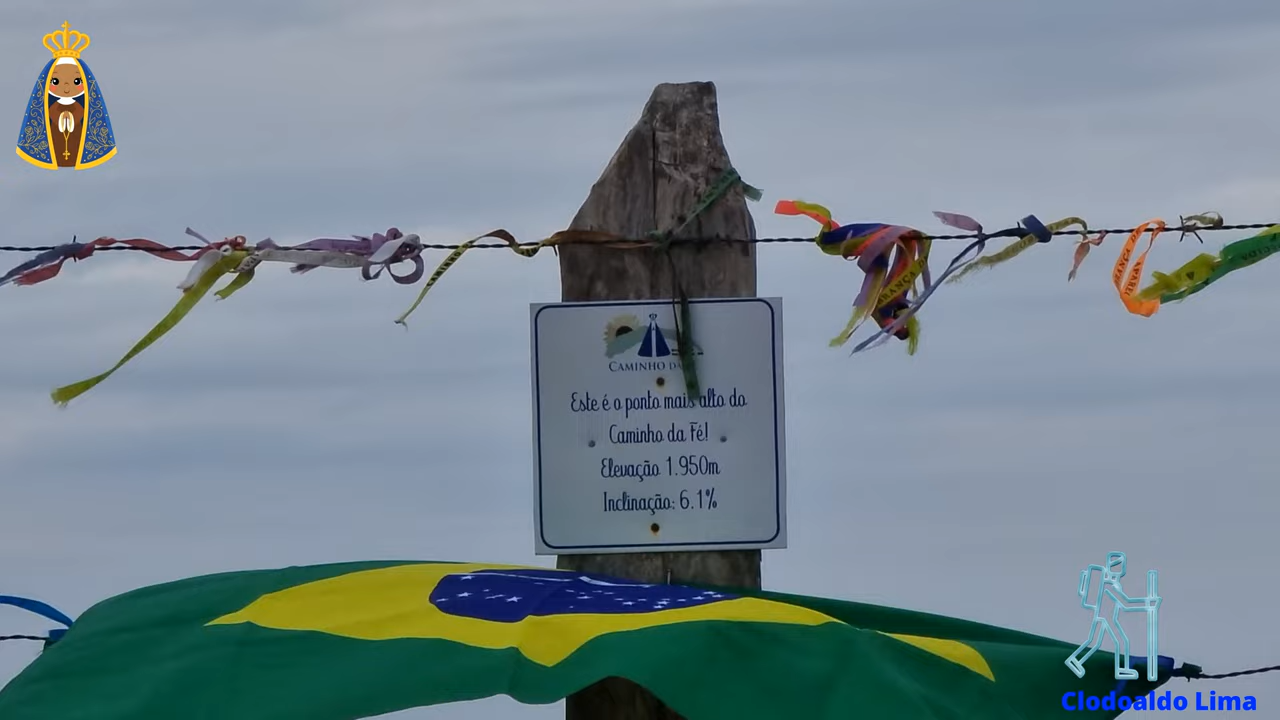 CAMINHO DA
Este é o ponto mais alto do
Caminho da Fé!
Elevação 1.950m
Inclinação: 6.1%
Clodoaldo Lima